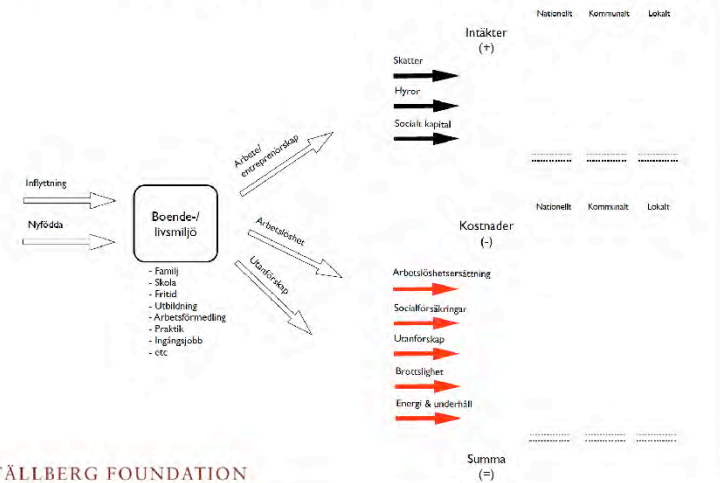 Nationellt Kommunalt Lokalt
Intäkter
(+)
Skatter
Hyror
Socialt kapital
Arbete/
entreprenörskap
Inflyttning
Nyfödda
Boende-/
livsmiljö
Arbetslöshet
Utanförskap
- Familj
- Skola
- Fritid
- Utbildning
- Arbetsförmedling
- Praktik
- Ingångsjobb
- etc
Nationellt Kommunalt Lokalt
Kostnader
(-)
Arbetslöshetsersättning
Socialförsäkringar
Utanförskap
Brottslighet
Energi & underhåll
Summa
(=)
TÄLLBERG FOUNDATION